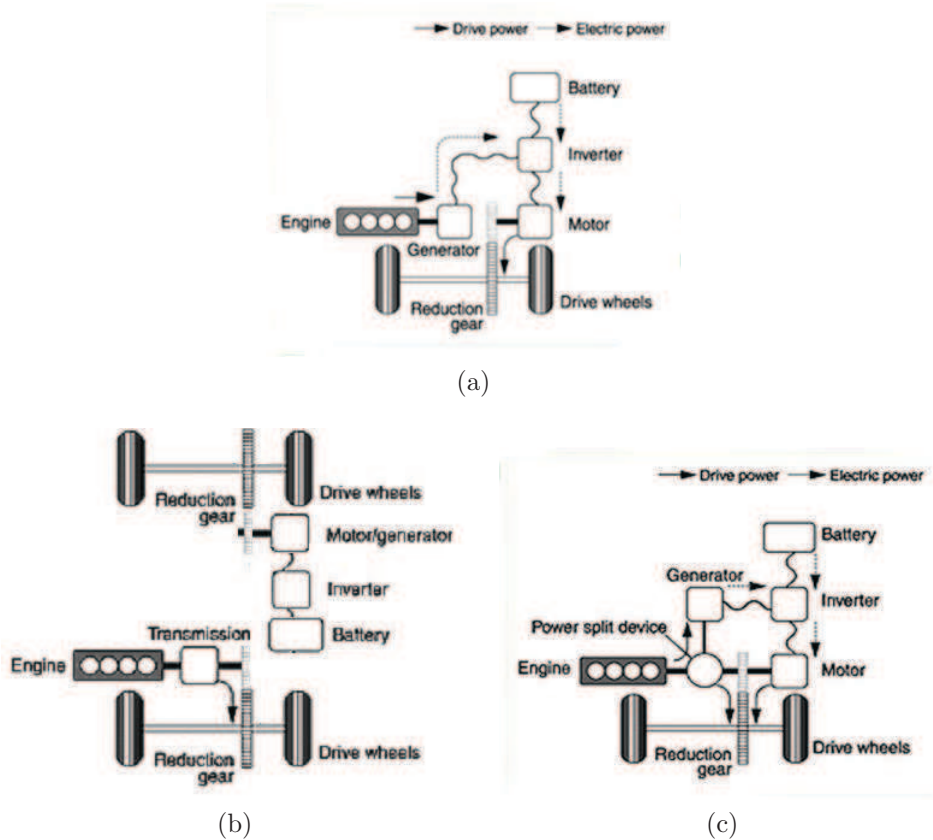 Drive power Electric power
Battery
Inverter
Engine
Motor
Generator
Reduction
gear
Drive wheels
(a)
Reduction
gear
Drive wheels
Motor/generator
Inverter
Battery
Transmission
Engine
Reduction
gear
Drive wheels
(b)
Drive power Electric power
Battery
Generator
Inverter
Power split device
Engine
Motor
Reduction
gear
Drive wheels
(c)